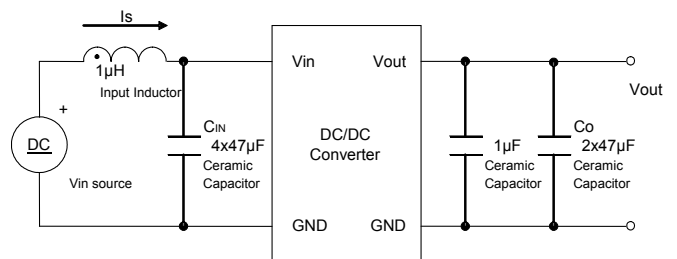 Is
1µH
Input Inductor
+
DC
Vin source
CIN
4x47µF
Ceramic
Capacitor
Vin
Vout
DC/DC
Converter
GND
GND
1µF
Ceramic
Capacitor
Co
2x47µF
Ceramic
Capacitor
Vout